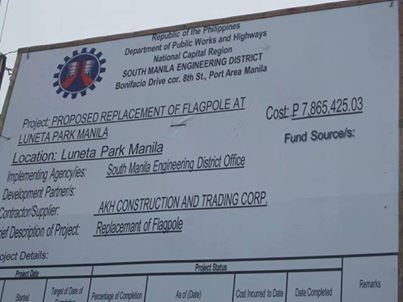 Republic of the Philippines
Department of Public Works and Highways
National Capital Region
SOUTH MANILA ENGINEERING DISTRICT
Bonifacio Drive cor. 8th St., Port Area Manila
Project: PROPOSED REPLACEMENT OF FLAGPOLE AT
LUNETA PARK MANILA
Cost: P 7,865,425.03
Location: Luneta Park Manila
Fund Source/s:
Implementing Agency/ies: South Manila Engineering District Office
Development Partner/s:
Contractor/Supplier: AKH CONSTRUCTION AND TRADING CORP.
rief Description of Project: Replacemant of Flagpole
Project Details:
Project Date Project Status
Started Target of Date of Percentage of Completion As of (Date) Cost Incurred to Date Date Completed Remarks